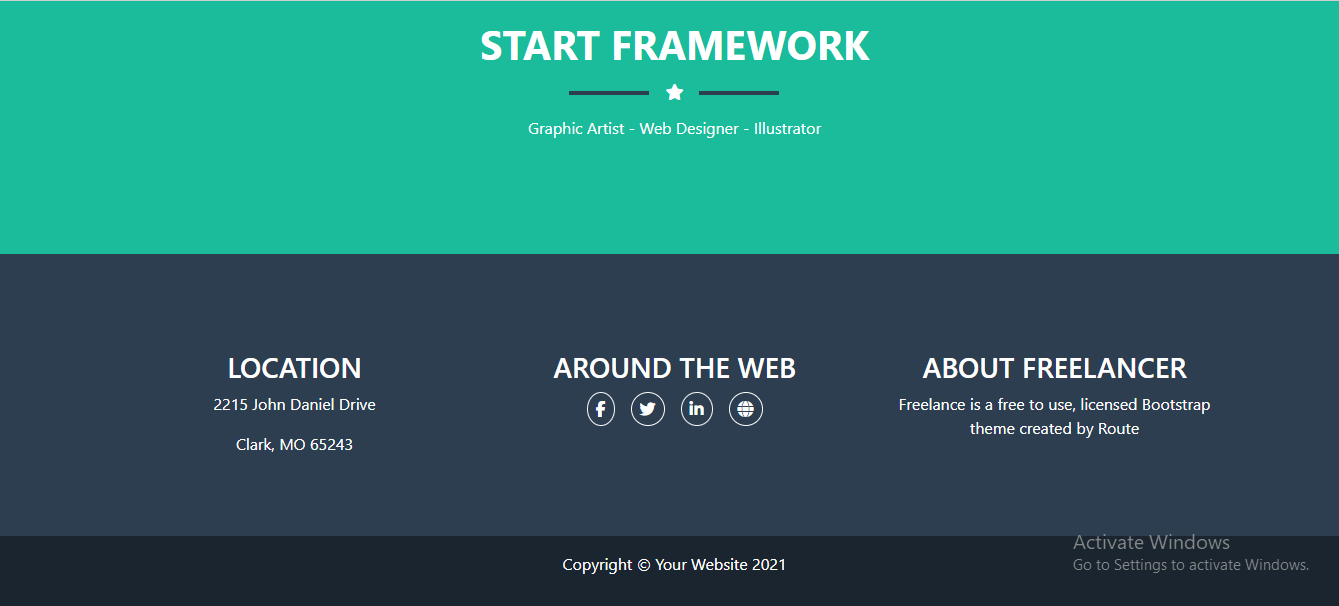 START FRAMEWORK
Graphic Artist - Web Designer - Illustrator
LOCATION
2215 John Daniel Drive
Clark, MO 65243
AROUND THE WEB
ABOUT FREELANCER
Freelance is a free to use, licensed Bootstrap
theme created by Route
Copyright © Your Website 2021
Activate Windows
Go to Settings to activate Windows.